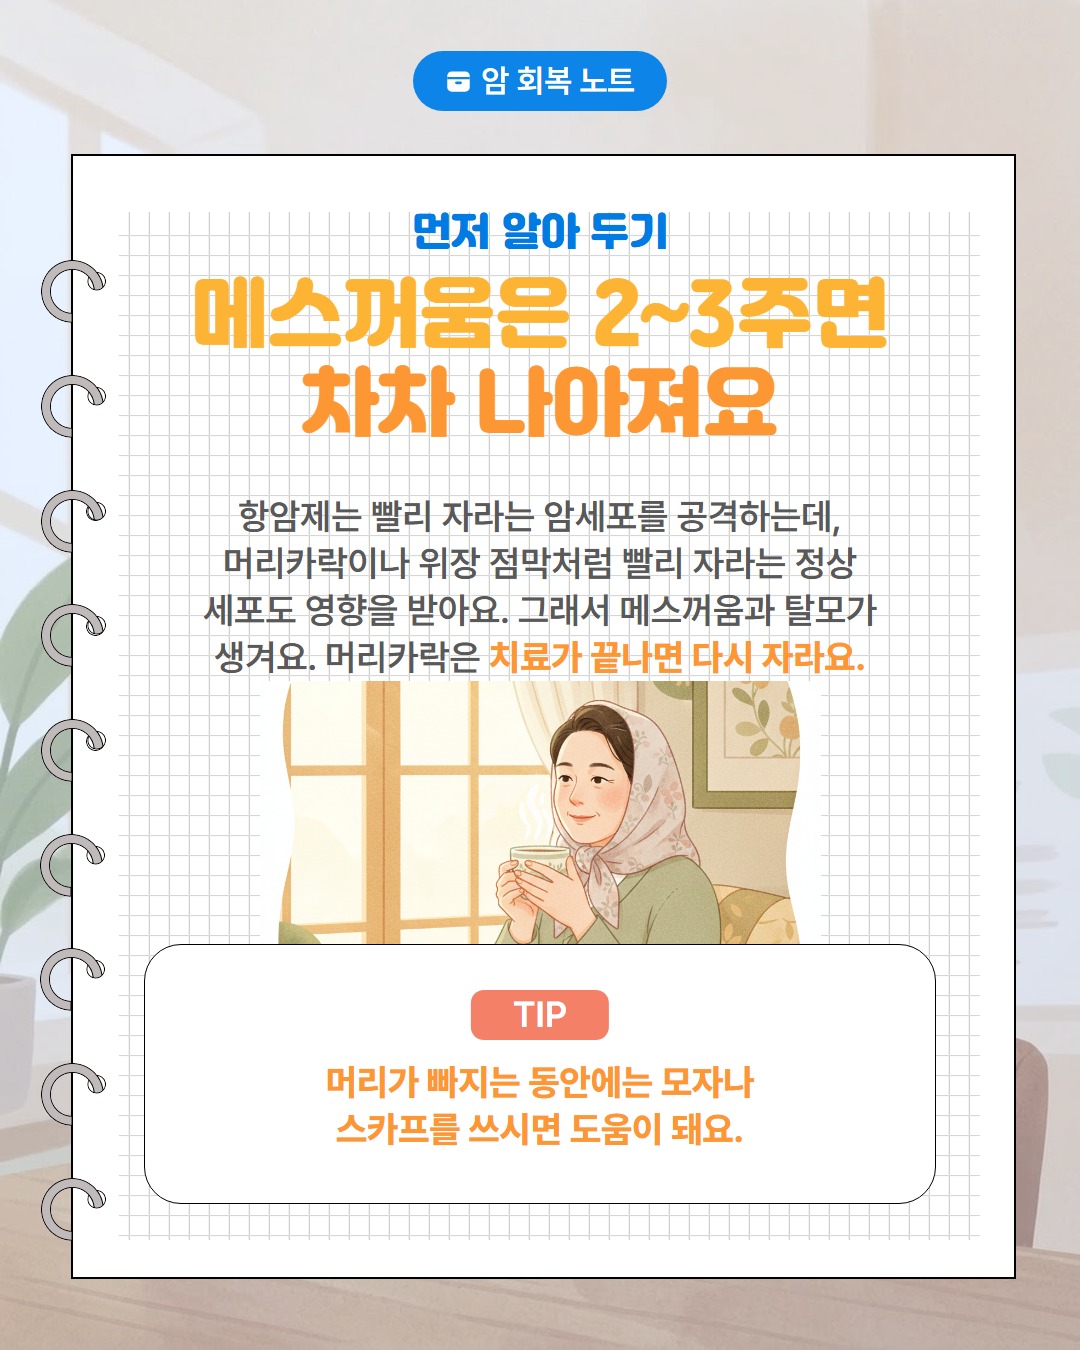 암 회복 노트
먼저 알아 두기
메스꺼움은 2~3주면
차차 나아져요
항암제는 빨리 자라는 암세포를 공격하는데,
머리카락이나 위장 점막처럼 빨리 자라는 정상
세포도 영향을 받아요. 그래서 메스꺼움과 탈모가
생겨요. 머리카락은 치료가 끝나면 다시 자라요.
TIP
머리가 빠지는 동안에는 모자나
스카프를 쓰시면 도움이 돼요.